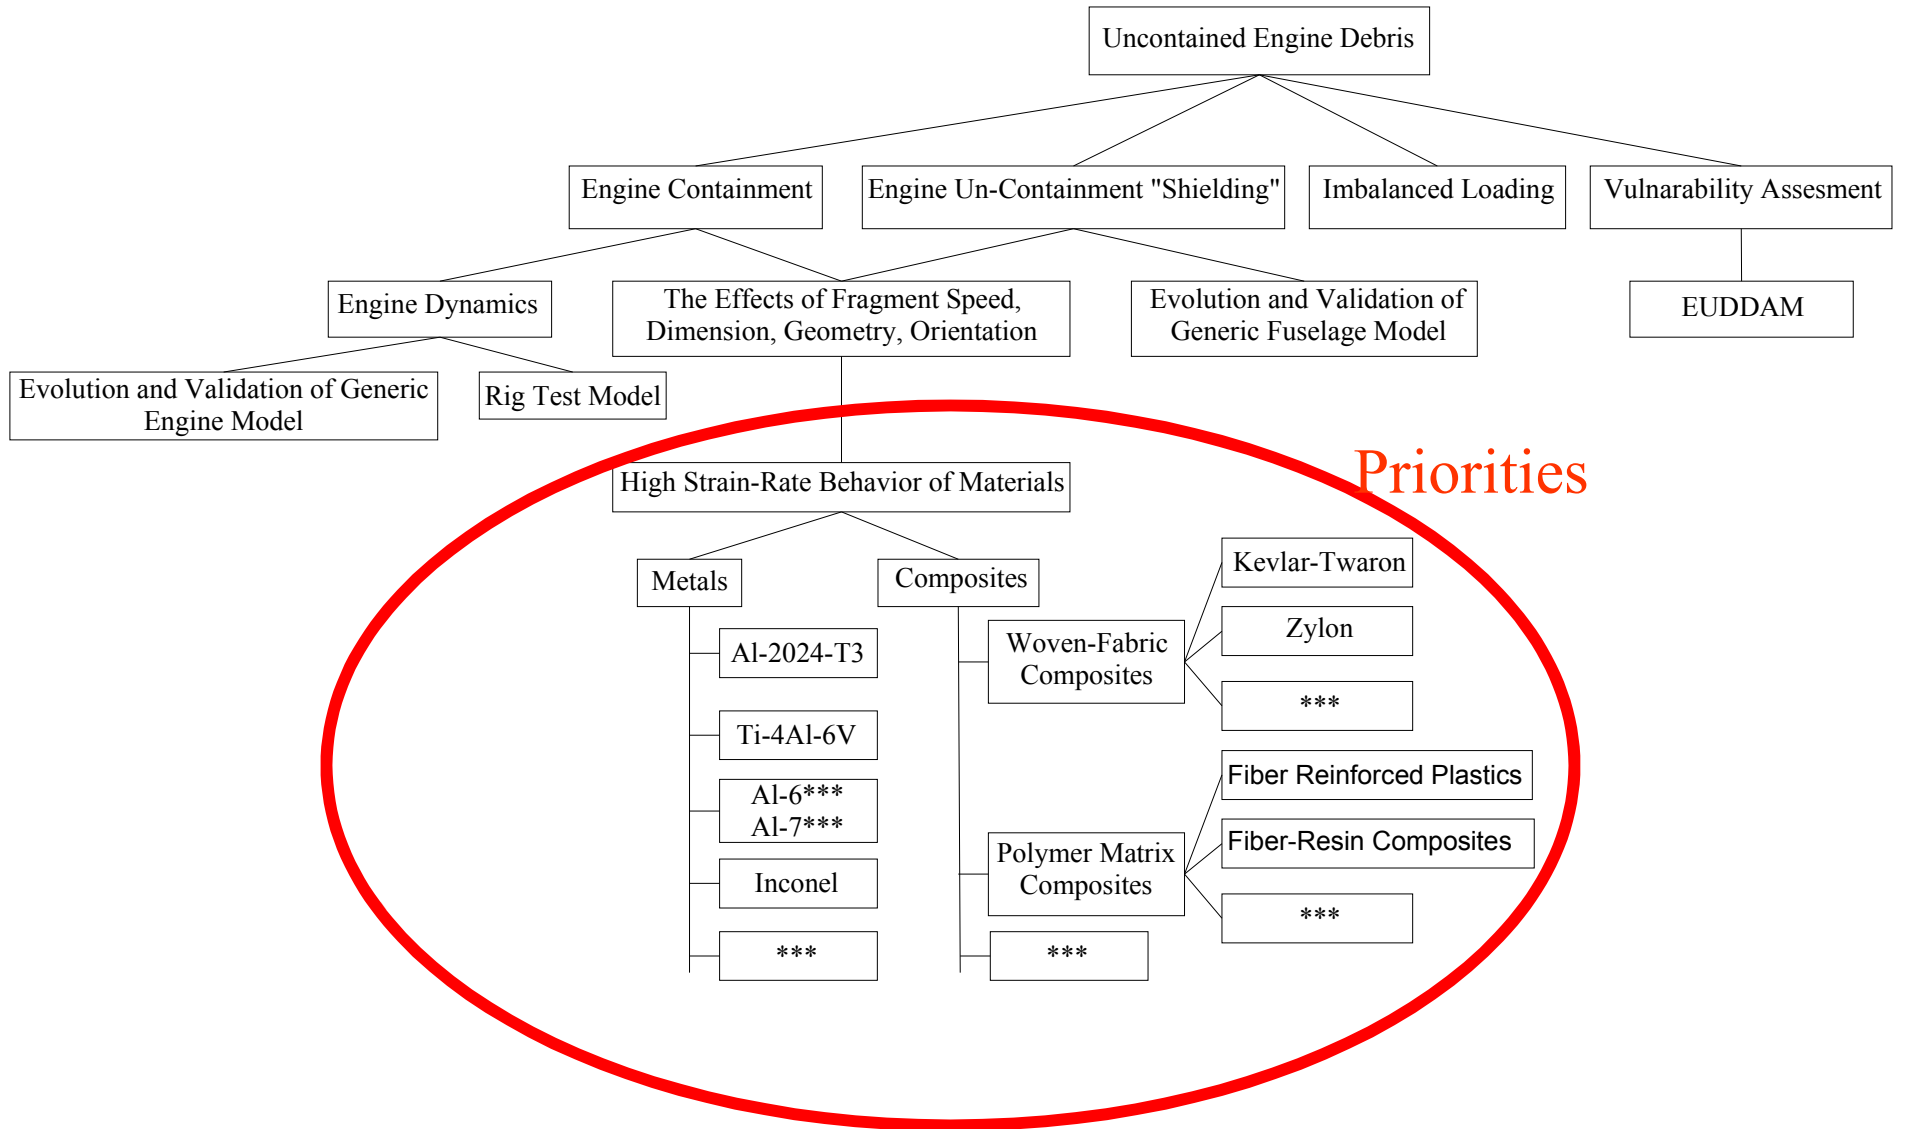 Uncontained Engine Debris
Engine Containment
Engine Un-Containment "Shielding"
Imbalanced Loading
Vulnarability Assesment
Engine Dynamics
The Effects of Fragment Speed,
Dimension, Geometry, Orientation
Evolution and Validation of
Generic Fuselage Model
EUDDAM
Evolution and Validation of Generic
Engine Model
Rig Test Model
Priorities
High Strain-Rate Behavior of Materials
Metals
Composites
Al-2024-T3
Ti-4Al-6V
Al-6***
Al-7***
Inconel
***
Woven-Fabric
Composites
Kevlar-Twaron
Zylon
***
Polymer Matrix
Composites
Fiber Reinforced Plastics
Fiber-Resin Composites
***
***